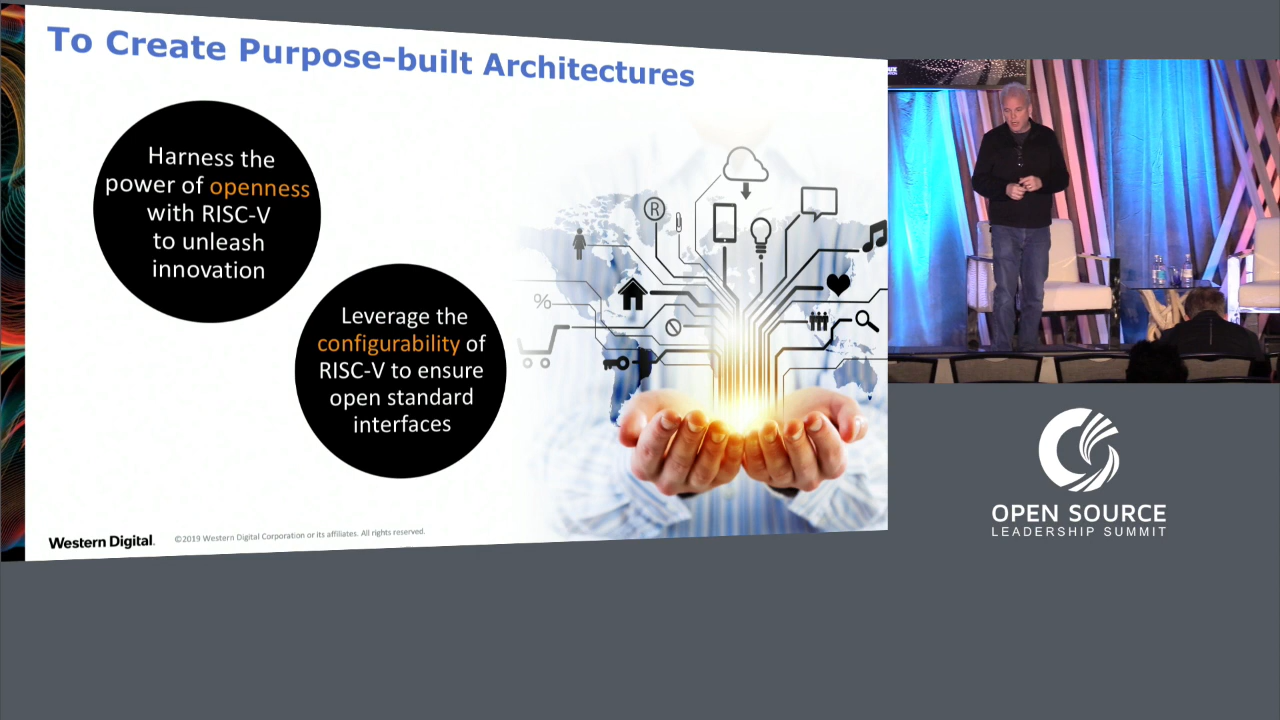 To Create Purpose-built Architectures
Harness the
power of openness
with RISC-V
to unleash
innovation
Leverage the
configurability of
RISC-V to ensure
open standard
interfaces
®
%
Western Digital.
©2019 Western Digital Corporation or its affiliates. All rights reserved.
OPEN SOURCE
LEADERSHIP SUMMIT